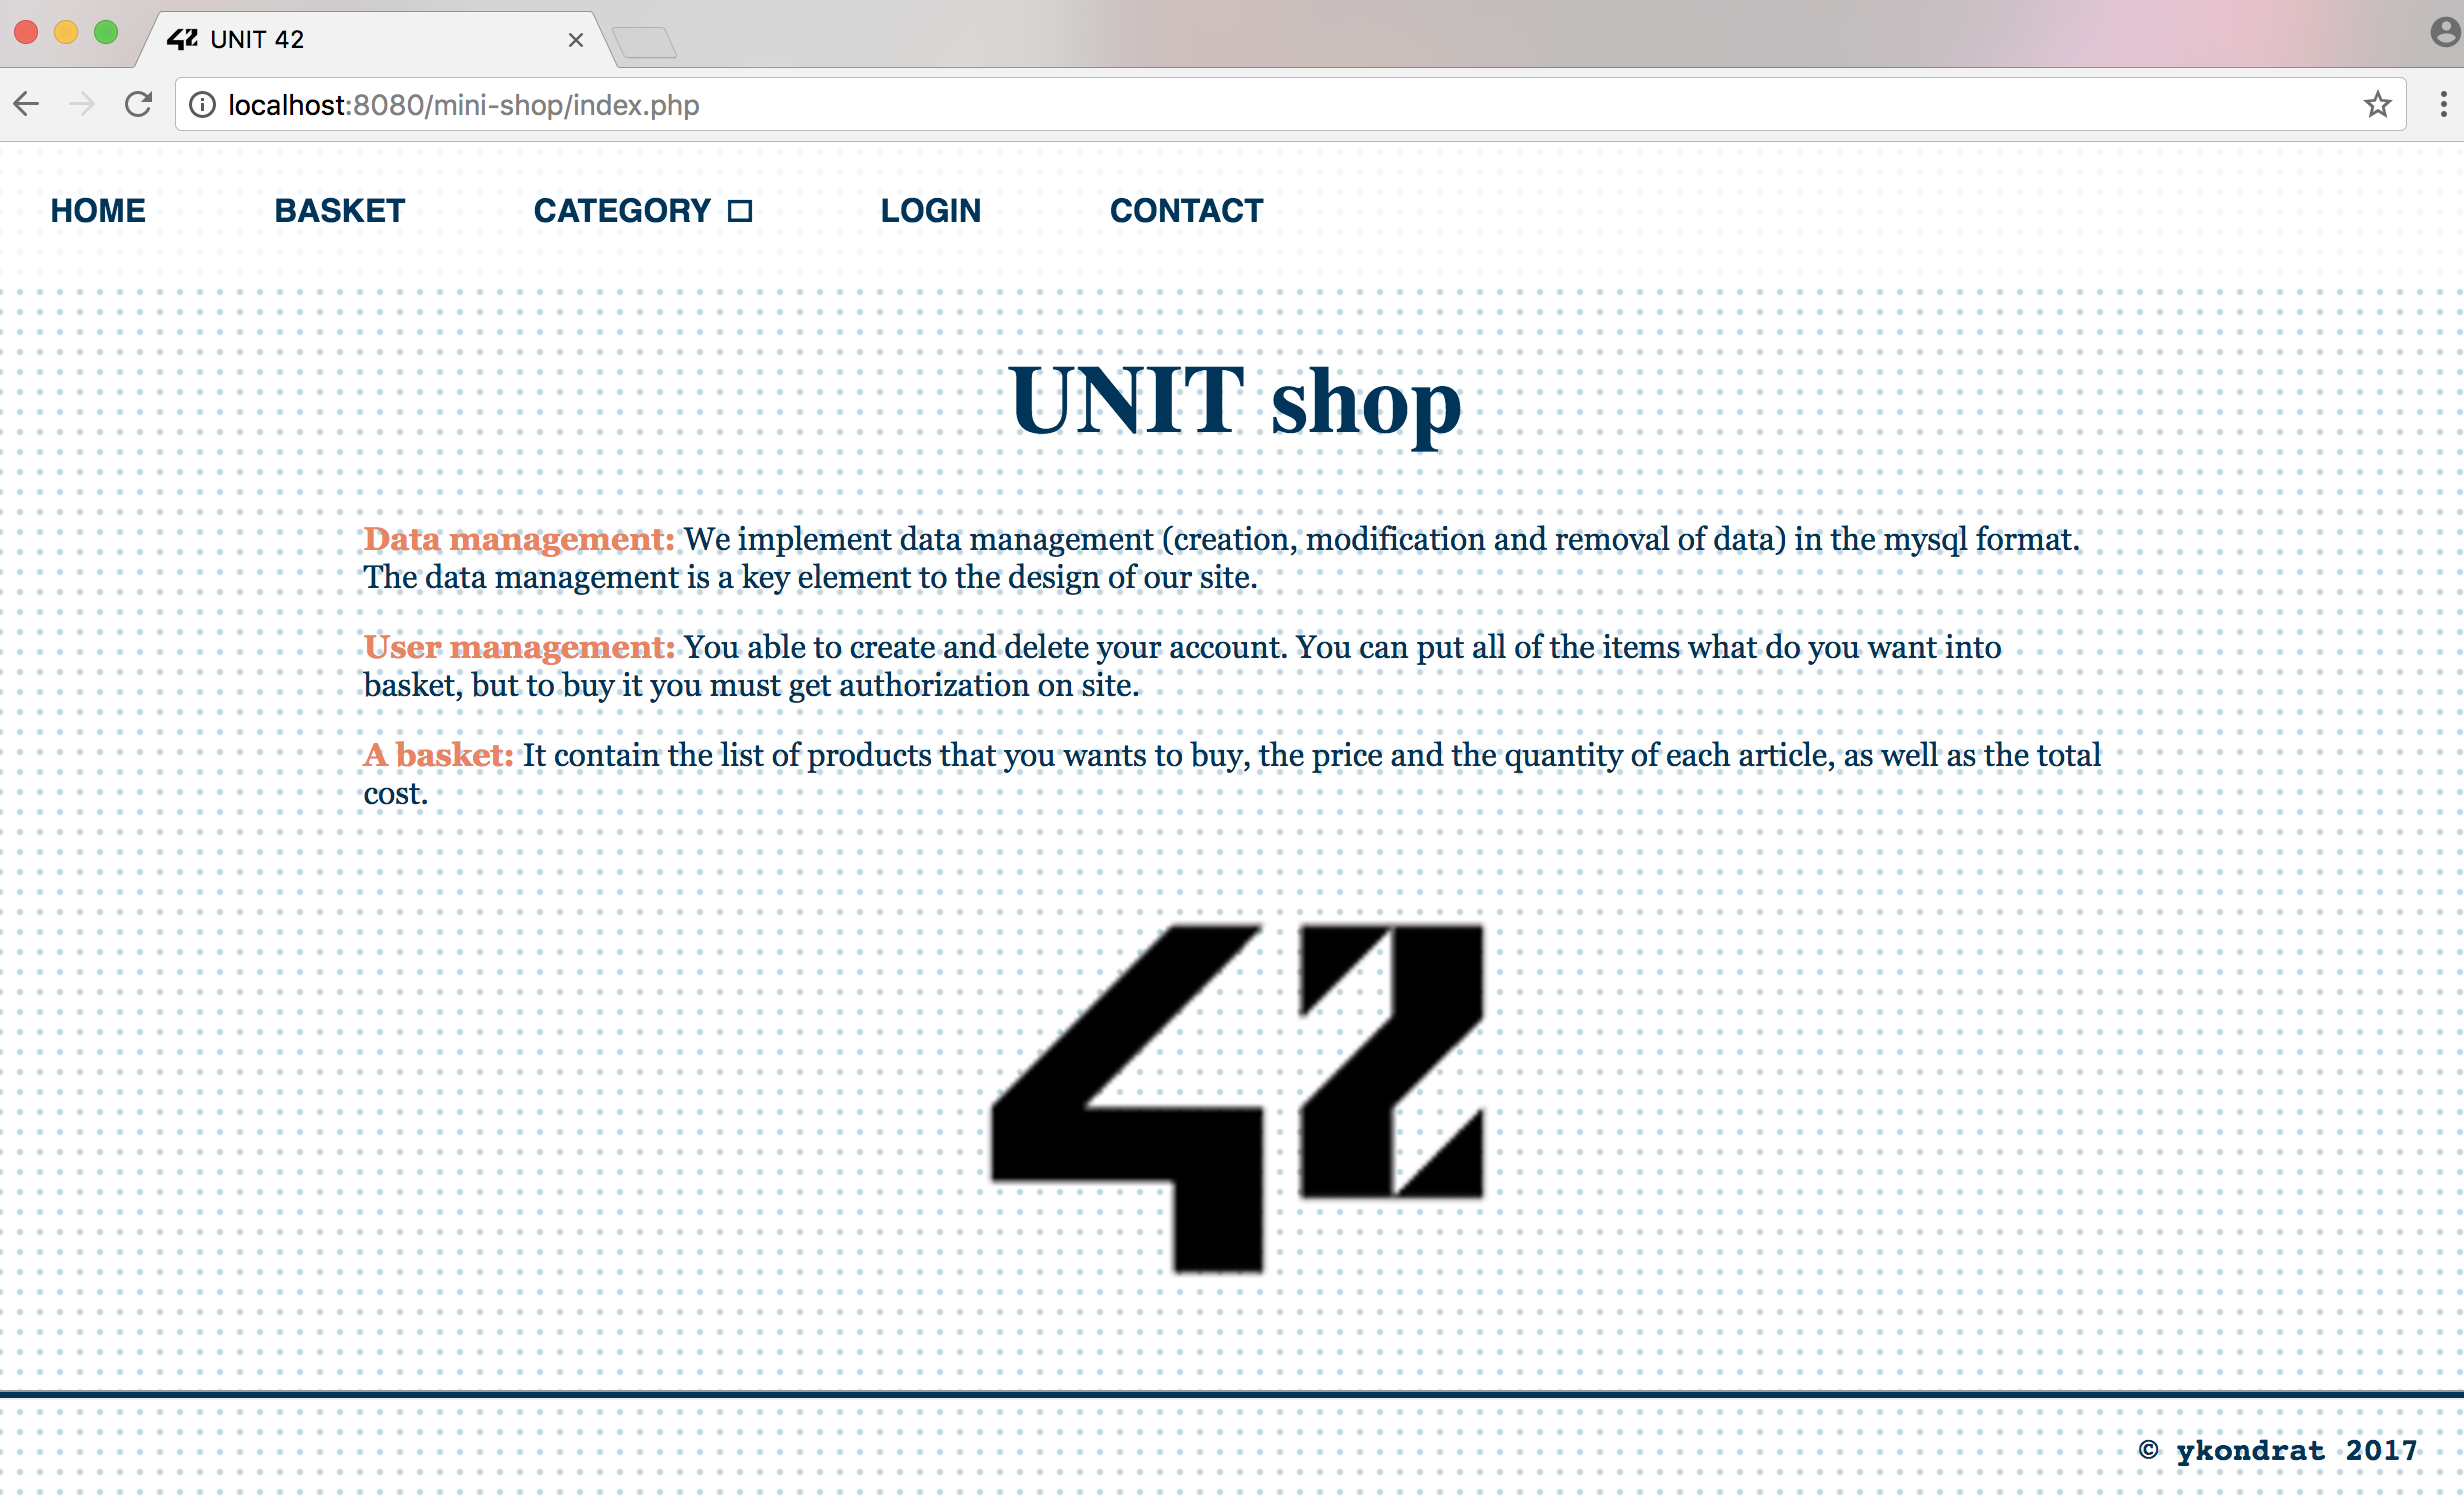 42 UNIT 42
localhost:8080/mini-shop/index.php
HOME BASKET CATEGORY LOGIN CONTACT
UNIT shop
Data management: We implement data management (creation, modification and removal of data) in the mysql format.
The data management is a key element to the design of our site.
User management: You able to create and delete your account. You can put all of the items what do you want into
basket, but to buy it you must get authorization on site.
A basket: It contain the list of products that you wants to buy, the price and the quantity of each article, as well as the total
cost.
42
© ykondrat 2017